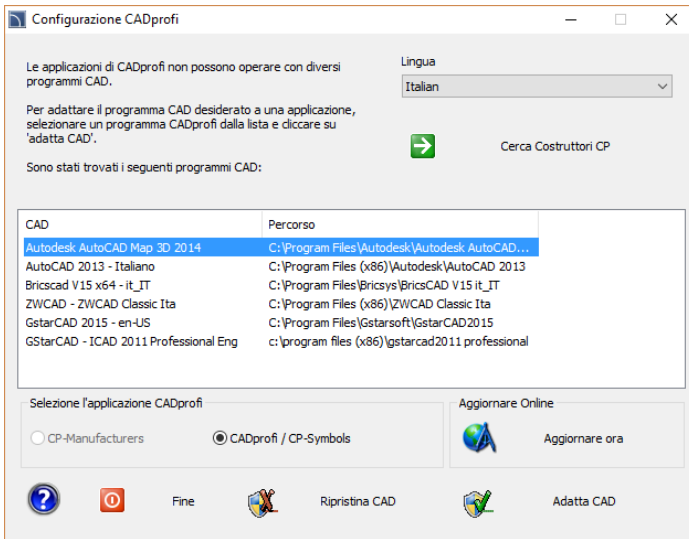 Configurazione CADprofi
Le applicazioni di CADprofi non possono operare con diversi
programmi CAD.
Per adattare il programma CAD desiderato a una applicazione,
selezionare un programma CADprofi dalla lista e cliccare su
'adatta CAD'.
Sono stati trovati i seguenti programmi CAD:
Lingua
Italian
Cerca Costruttori CP
CAD Percorso
Autodesk AutoCAD Map 3D 2014 C:\Program Files\Autodesk\Autodesk AutoCAD...
AutoCAD 2013 - Italiano C:\Program Files (x86)\Autodesk\AutoCAD 2013
Bricscad V15 x64 - it_IT C:\Program Files\Bricsys\BricsCAD V15 it_IT
ZWCAD - ZWCAD Classic Ita C:\Program Files (x86)\ZWCAD Classic Ita
GstarCAD 2015 - en-US C:\Program Files\Gstarsoft\GstarCAD2015
GStarCAD - ICAD 2011 Professional Eng c:\program files (x86)\gstarcad2011 professional
Selezione l'applicazione CADprofi
CP-Manufacturers CADprofi / CP-Symbols
Aggiornare Online
Aggiornare ora
Fine Ripristina CAD Adatta CAD